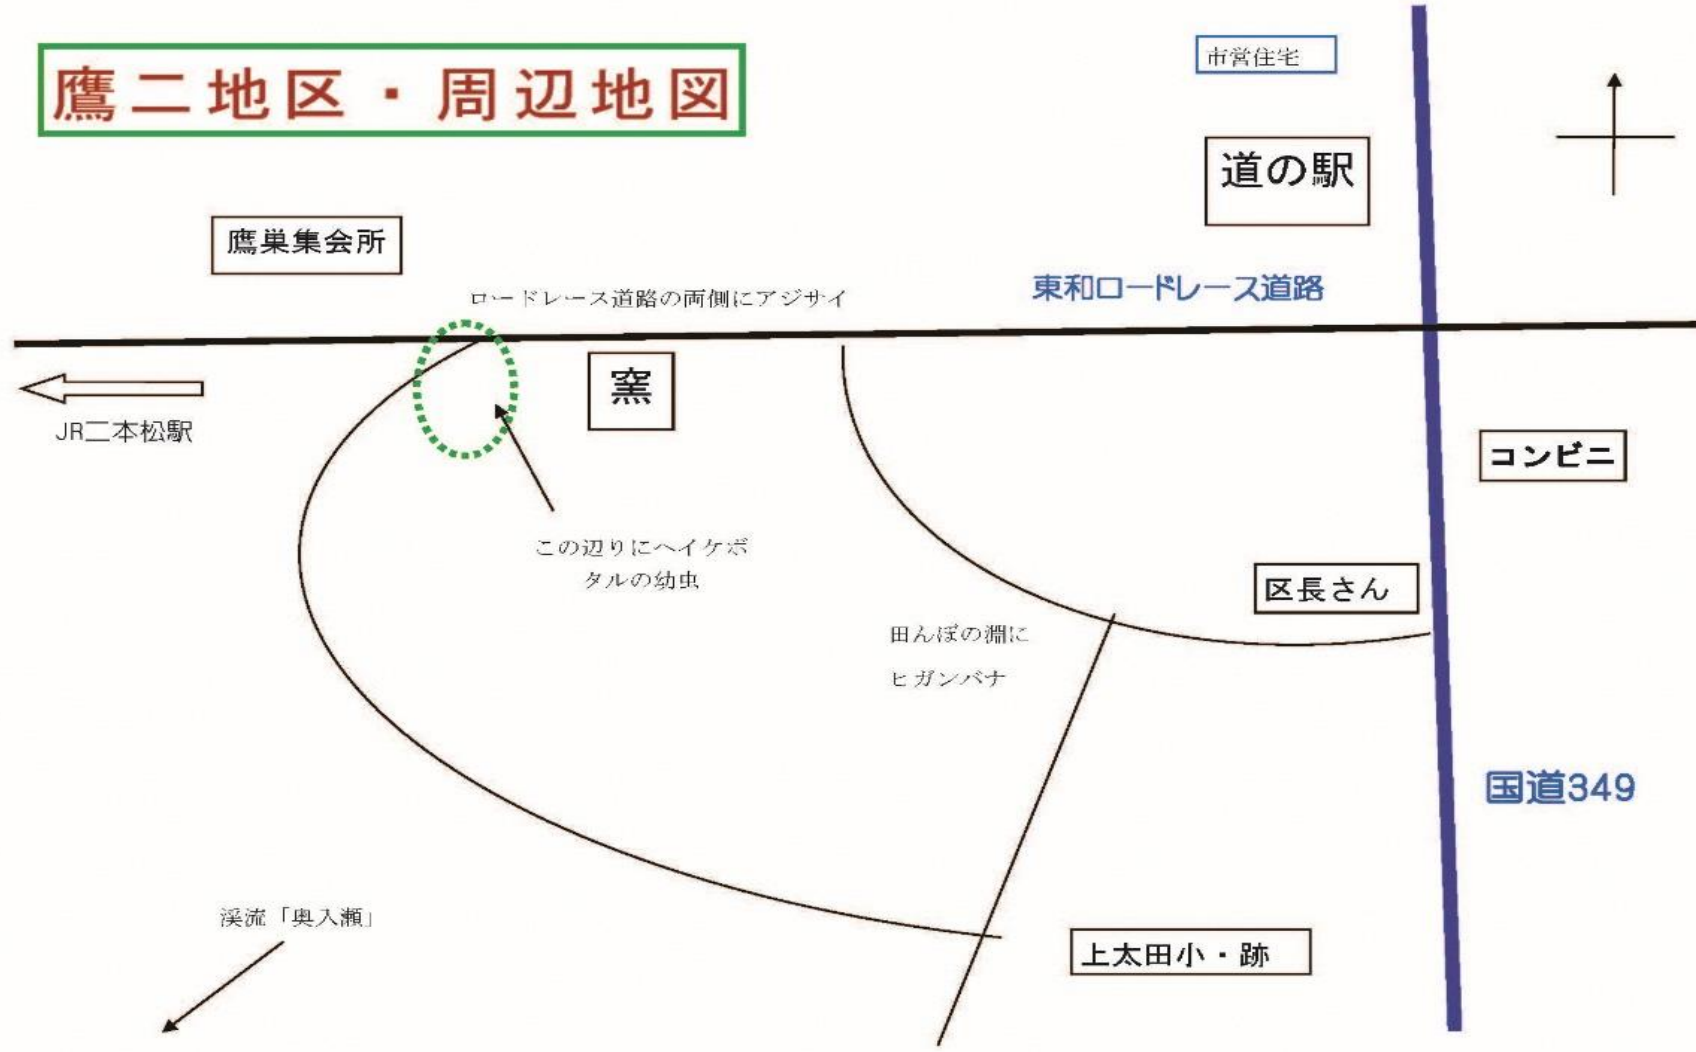 鷹二地区・周辺地図
市営住宅
道の駅
鷹巣集会所
ロードレース道路の両側にアジサイ
東和ロードレース道路
窯
JR二本松駅
コンビニ
この辺りにヘイケボ
タルの幼虫
区長さん
田んぼの淵に
ヒガンバナ
国道349
渓流「奥入瀬」
上太田小・跡